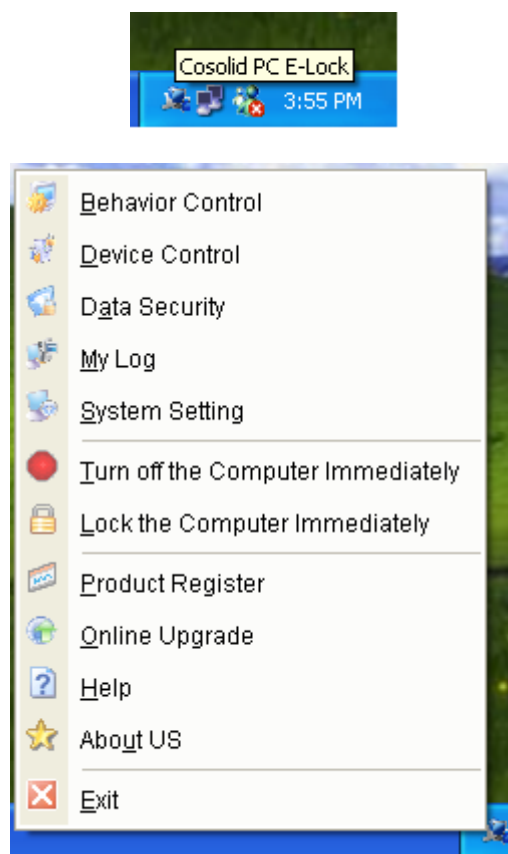 Cosolid PC E-Lock
3:55 PM
Behavior Control
Device Control
Data Security
My Log
System Setting
Turn off the Computer Immediately
Lock the Computer Immediately
Product Register
Online Upgrade
Help
About US
Exit